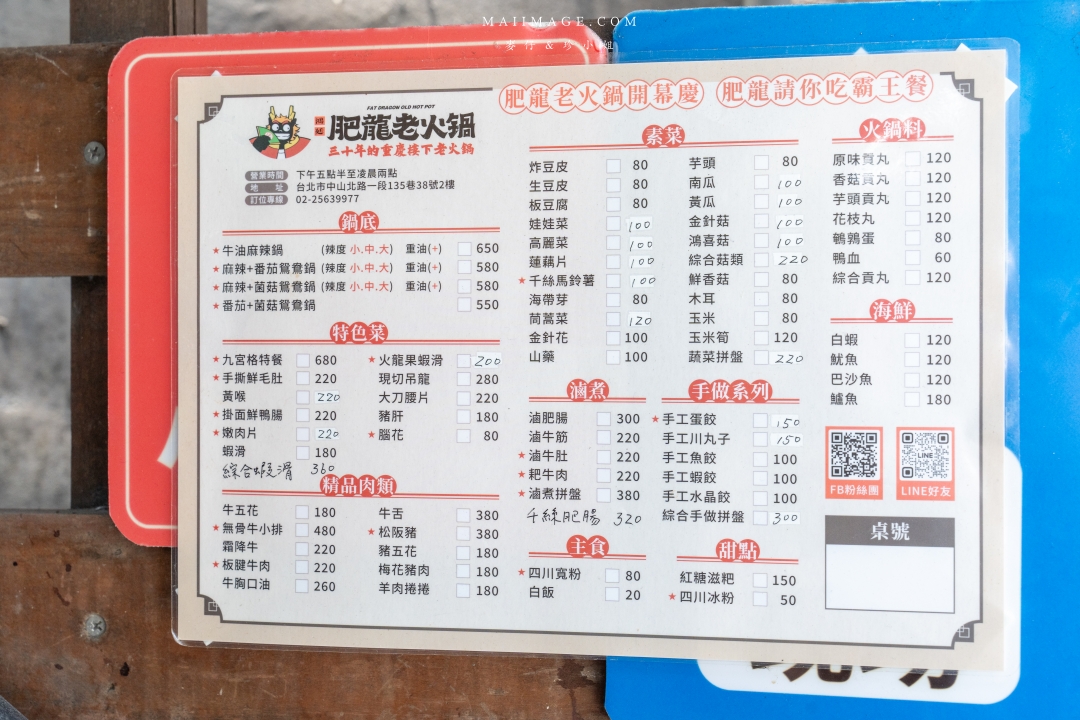 MAIIMAGE.COM
肥龍老火鍋開幕慶 肥龍請你吃霸王餐
FAT DRAGON OLD HOT POT
肥龍老火鍋
三十年的重慶樓下老火鍋
營業時間 下午五點半至凌晨兩點
地址 台北市中山北路一段135巷38號2樓
訂位專線 02-25639977
鍋底
★牛油麻辣鍋 (辣度 小.中.大) 重油(+) 650
★麻辣+番茄鴛鴦鍋 (辣度 小.中.大) 重油(+) 580
★麻辣+菌菇鴛鴦鍋 (辣度 小.中.大) 重油(+) 580
★番茄+菌菇鴛鴦鍋 550
特色菜
★九宮格特餐 680
★手撕鮮毛肚 220
黃喉 220
★掛面鮮鴨腸 220
★嫩肉片 220
蝦滑 180
綜合蝦滑 360
★火龍果蝦滑 200
現切吊龍 280
大刀腰片 220
豬肝 180
★腦花 80
精品肉類
牛五花 180
★無骨牛小排 480
霜降牛 220
★板腱牛肉 220
牛胸口油 260
牛舌 380
★松阪豬 380
豬五花 180
梅花豬肉 180
羊肉捲捲 180
素菜
炸豆皮 80
生豆皮 80
板豆腐 80
娃娃菜 100
高麗菜 100
蓮藕片 100
★千絲馬鈴薯 100
海帶芽 80
茼蒿菜 120
金針花 100
山藥 100
芋頭 80
南瓜 100
黃瓜 100
金針菇 100
鴻喜菇 100
綜合菇類 220
鮮香菇 80
木耳 80
玉米 80
玉米筍 120
蔬菜拼盤 220
滷煮
滷肥腸 300
滷牛筋 220
★滷牛肚 220
★耙牛肉 220
★滷煮拼盤 380
千絲肥腸 320
手做系列
★手工蛋餃 150
手工川丸子 150
手工魚餃 100
手工蝦餃 100
手工水晶餃 100
綜合手做拼盤 300
主食
★四川寬粉 80
白飯 20
甜點
紅糖滋粑 150
★四川冰粉 50
火鍋料
原味貢丸 120
香菇貢丸 120
芋頭貢丸 120
花枝丸 120
鵪鶉蛋 80
鴨血 60
綜合貢丸 120
海鮮
白蝦 120
魷魚 120
巴沙魚 120
鱸魚 180
FB粉絲團
LINE
LINE好友
桌號